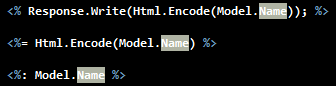 <% Response.Write(Html.Encode(Model.Name)); %>
<%= Html.Encode(Model.Name) %>
<%: Model.Name %>